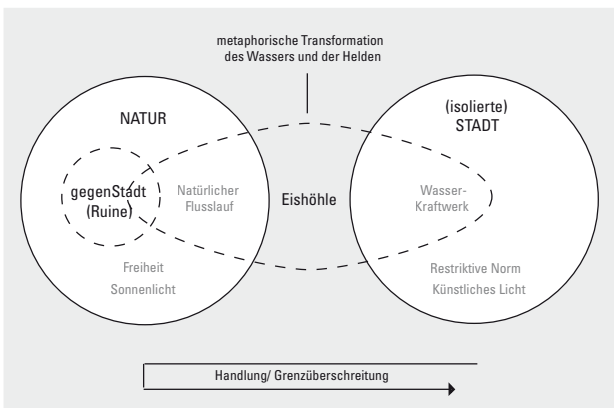 metaphorische Transformation
des Wassers und der Helden
NATUR
(isolierte)
STADT
gegenStadt
(Ruine)
Natürlicher
Flusslauf
Eishöhle
Wasser-
Kraftwerk
Freiheit
Sonnenlicht
Restriktive Norm
Künstliches Licht
Handlung/ Grenzüberschreitung